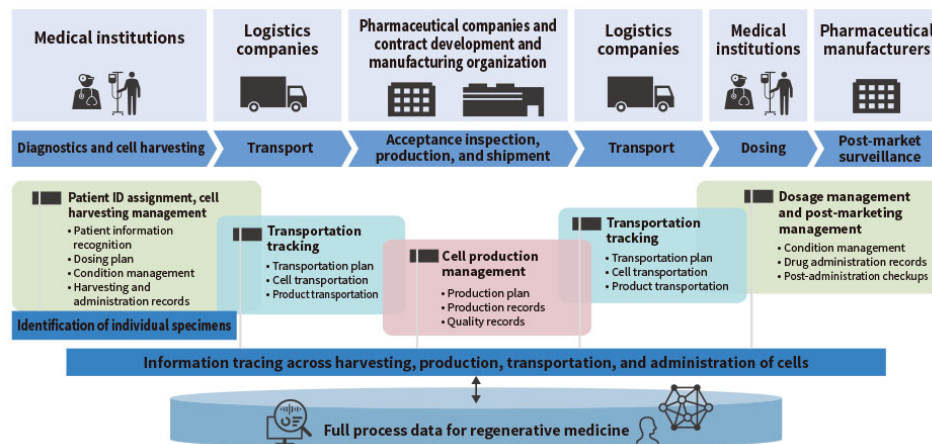 Medical institutions
Logistics
companies
Pharmaceutical companies and
contract development and
manufacturing organization
Logistics
companies
Medical
institutions
Pharmaceutical
manufacturers
Diagnostics and cell harvesting
Transport
Acceptance inspection,
production, and shipment
Transport
Dosing
Post-market
surveillance
Patient ID assignment, cell
harvesting management
• Patient information
recognition
• Dosing plan
• Condition management
• Harvesting and
administration records
Identification of individual specimens
Transportation
tracking
• Transportation plan
• Cell transportation
• Product transportation
Cell production
management
• Production plan
• Production records
• Quality records
Transportation
tracking
• Transportation plan
• Cell transportation
• Product transportation
Dosage management
and post-marketing
management
• Condition management
• Drug administration records
• Post-administration checkups
Information tracing across harvesting, production, transportation, and administration of cells
Full process data for regenerative medicine